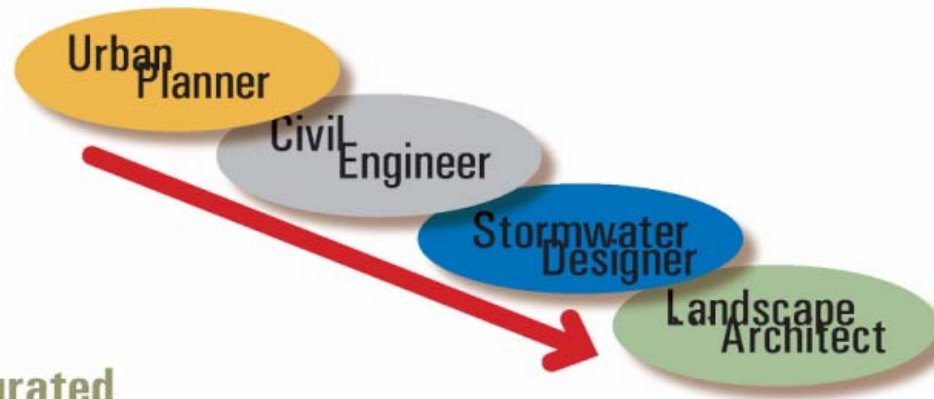 Urban
Planner
Civil
Engineer
Stormwater
Designer
Landscape
Architect